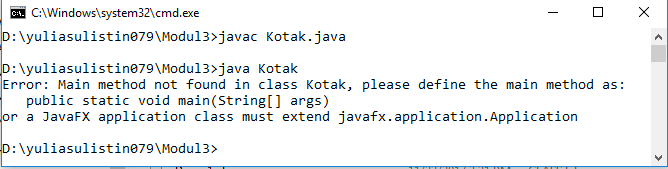 C:\Windows\system32\cmd.exe
D:\yuliasulistin079\Modul3>javac Kotak.java
D:\yuliasulistin079\Modul3>java Kotak
Error: Main method not found in class Kotak, please define the main method as:
   public static void main(String[] args)
or a JavaFX application class must extend javafx.application.Application
D:\yuliasulistin079\Modul3>